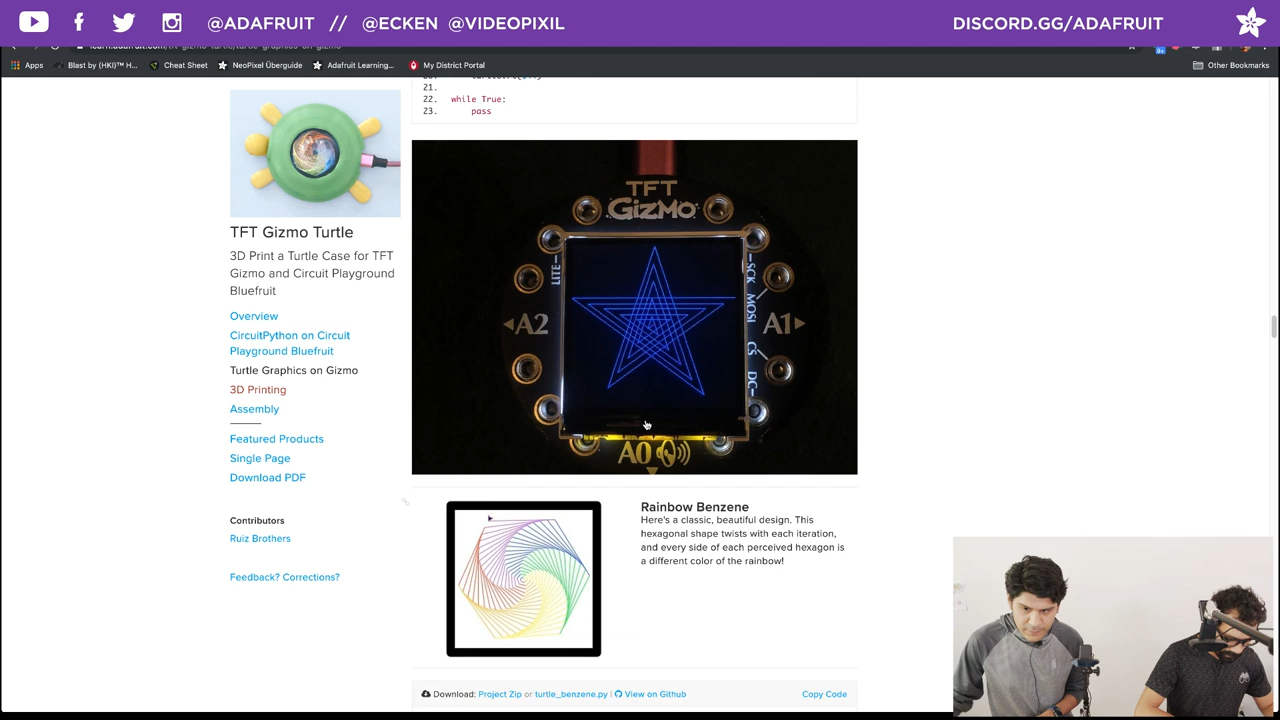 @ADAFRUIT // @ECKEN @VIDEOPIXIL
DISCORD.GG/ADAFRUIT
Apps
Blast by (HKI)™ H...
Cheat Sheet
NeoPixel Überguide
Adafruit Learning...
My District Portal
Other Bookmarks
21.
22. while True:
23. pass
TFT Gizmo Turtle
3D Print a Turtle Case for TFT
Gizmo and Circuit Playground
Bluefruit
Overview
CircuitPython on Circuit
Playground Bluefruit
Turtle Graphics on Gizmo
3D Printing
Assembly
Featured Products
Single Page
Download PDF
Contributors
Ruiz Brothers
Feedback? Corrections?
TFT
GizMo
LITE
SCK
MOSI
A2
A1
CS
DC
A0
Rainbow Benzene
Here's a classic, beautiful design. This
hexagonal shape twists with each iteration,
and every side of each perceived hexagon is
a different color of the rainbow!
Download: Project Zip or turtle_benzene.py | View on Github
Copy Code